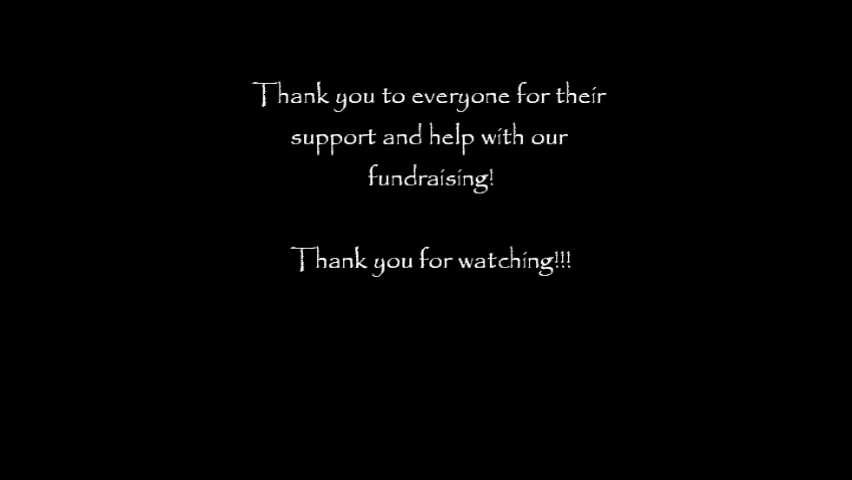 Thank you to everyone for their
support and help with our
fundraising!
Thank you for watching!!!